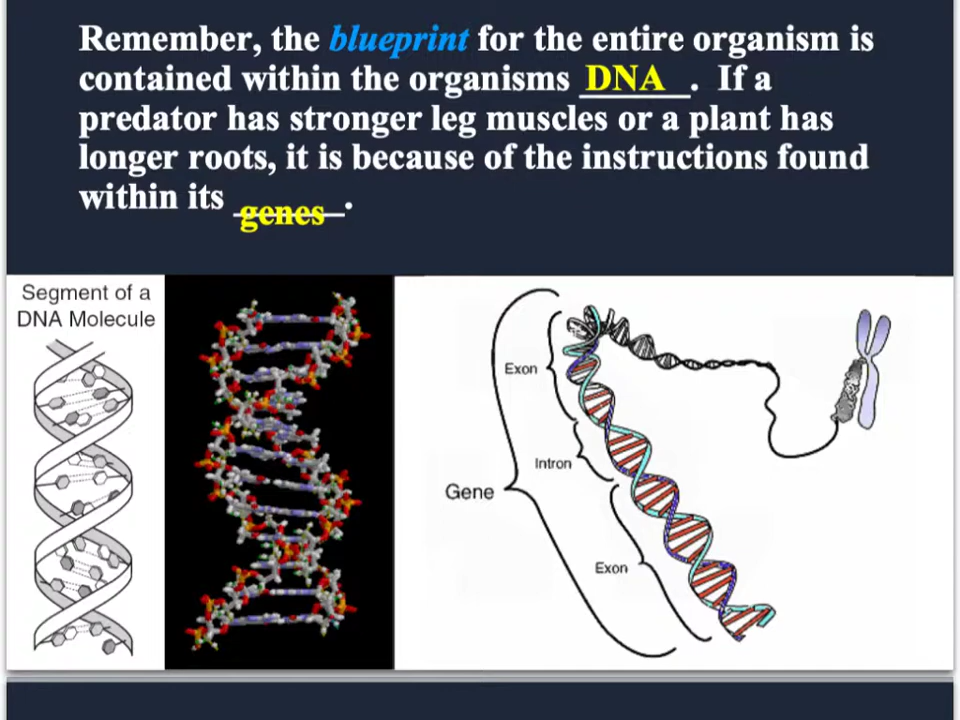 Remember, the blueprint for the entire organism is
contained within the organisms DNA. If a
predator has stronger leg muscles or a plant has
longer roots, it is because of the instructions found
within its genes.
Segment of a
DNA Molecule
Exon
Intron
Gene
Exon